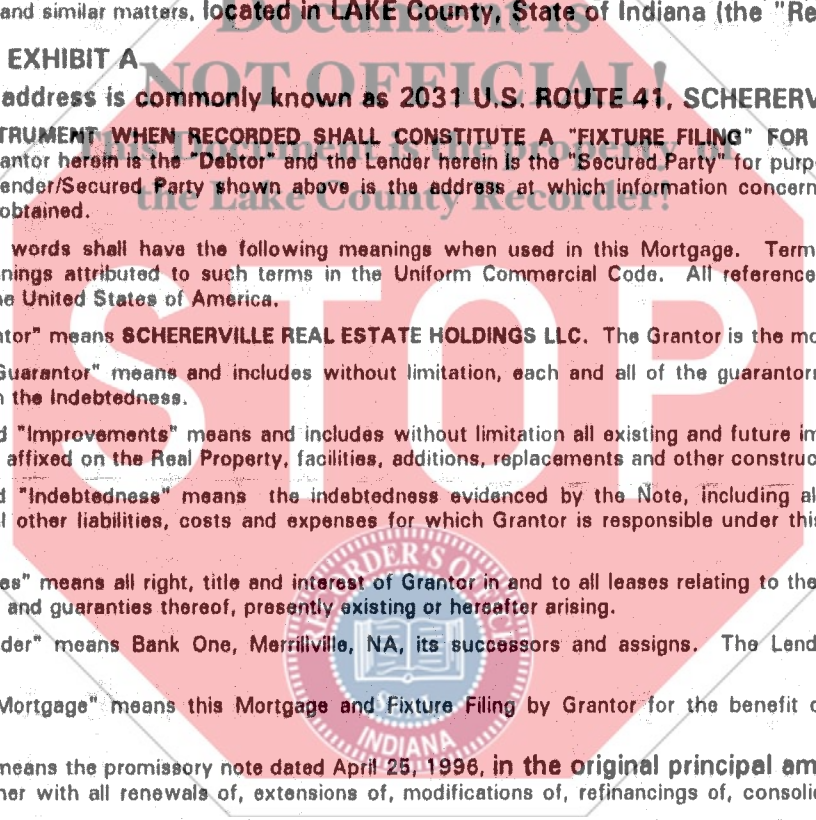 and similar matters, located in LAKE County, State of Indiana (the "Re
Document is
EXHIBIT A
NOT OFFICIAL!
address is commonly known as 2031 U.S. ROUTE 41, SCHERERV
TRUMENT WHEN RECORDED SHALL CONSTITUTE A "FIXTURE FILING" FOR
This Document is the property of
antor herein is the "Debtor" and the Lender herein is the "Secured Party" for purp
ender/Secured Party shown above is the address at which information concern
the Lake County Recorder!
obtained.
words shall have the following meanings when used in this Mortgage. Term
nings attributed to such terms in the Uniform Commercial Code. All reference
he United States of America.
STOP
ntor" means SCHERERVILLE REAL ESTATE HOLDINGS LLC. The Grantor is the mo
Guarantor" means and includes without limitation, each and all of the guarantor
n the Indebtedness.
d "Improvements" means and includes without limitation all existing and future im
affixed on the Real Property, facilities, additions, replacements and other construc
d "Indebtedness" means the indebtedness evidenced by the Note, including al
l other liabilities, costs and expenses for which Grantor is responsible under this
RECORDER'S OFFICE
es" means all right, title and interest of Grantor in and to all leases relating to the
and guaranties thereof, presently existing or hereafter arising.
der" means Bank One, Merrillville, NA, its successors and assigns. The Lend
SEAL
Mortgage" means this Mortgage and Fixture Filing by Grantor for the benefit o
INDIANA
means the promissory note dated April 25, 1996, in the original principal am
her with all renewals of, extensions of, modifications of, refinancings of, consolid